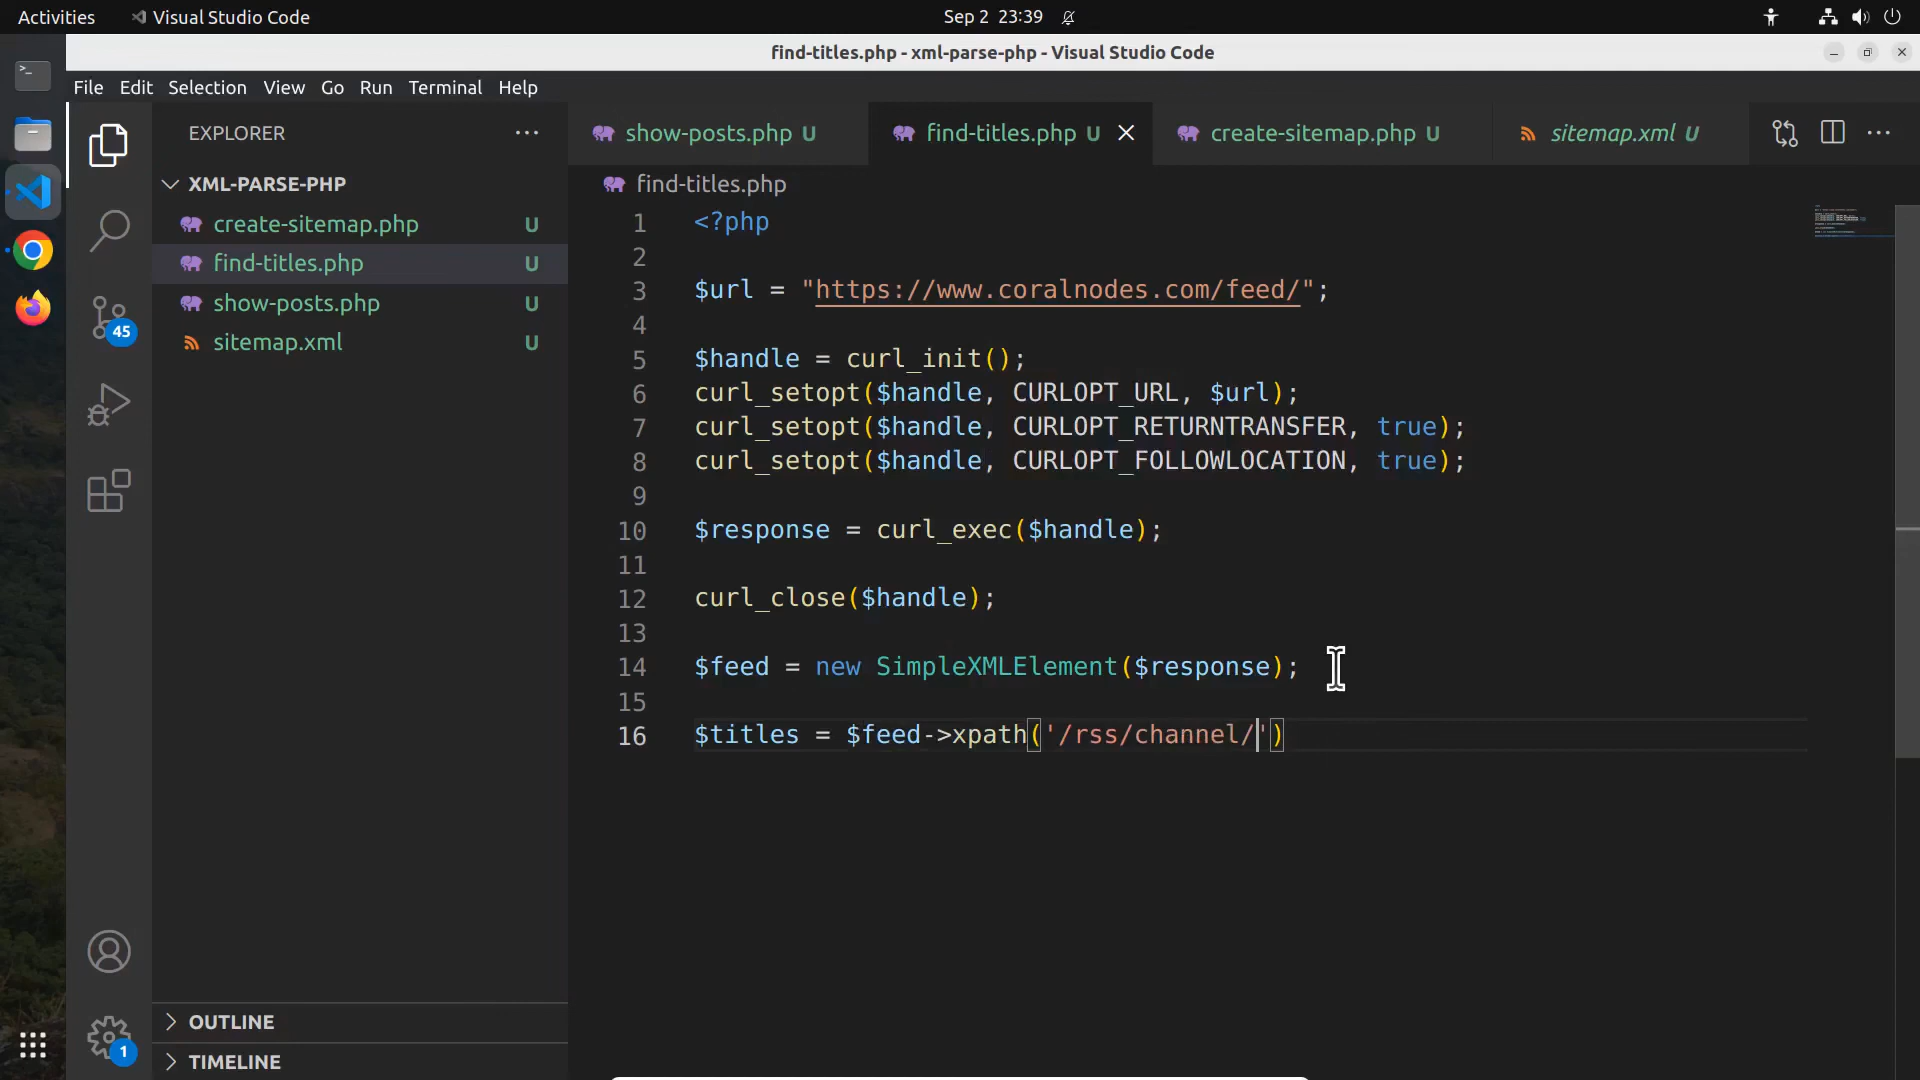 Activities
Visual Studio Code
Sep 2 23:39
find-titles.php - xml-parse-php - Visual Studio Code
File Edit Selection View Go Run Terminal Help
EXPLORER
XML-PARSE-PHP
create-sitemap.php U
find-titles.php U
show-posts.php U
sitemap.xml U
45
1
OUTLINE
TIMELINE
show-posts.php U
find-titles.php U
create-sitemap.php U
sitemap.xml U
find-titles.php
1 <?php
2
3 $url = "https://www.coralnodes.com/feed/";
4
5 $handle = curl_init();
6 curl_setopt($handle, CURLOPT_URL, $url);
7 curl_setopt($handle, CURLOPT_RETURNTRANSFER, true);
8 curl_setopt($handle, CURLOPT_FOLLOWLOCATION, true);
9
10 $response = curl_exec($handle);
11
12 curl_close($handle);
13
14 $feed = new SimpleXMLElement($response);
15
16 $titles = $feed->xpath('/rss/channel/')